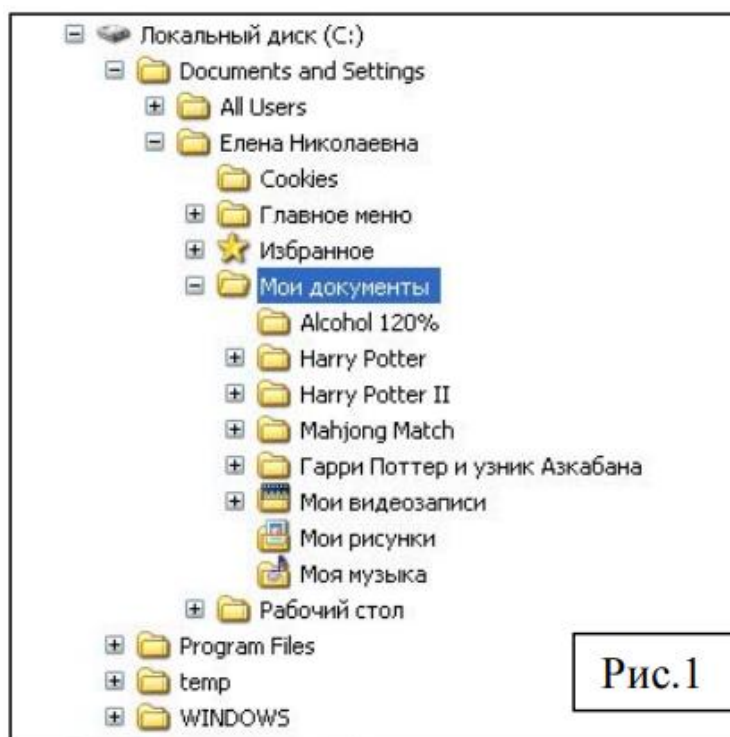 Локальный диск (C:)
Documents and Settings
All Users
Елена Николаевна
Cookies
Главное меню
Избранное
Мои документы
Alcohol 120%
Harry Potter
Harry Potter II
Mahjong Match
Гарри Поттер и узник Азкабана
Мои видеозаписи
Мои рисунки
Моя музыка
Рабочий стол
Program Files
temp
WINDOWS
Рис.1